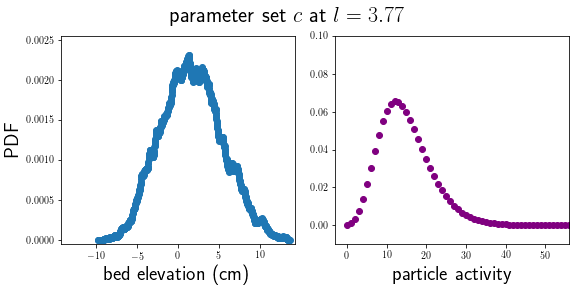 parameter set c at l = 3.77
PDF
0.0025
0.0020
0.0015
0.0010
0.0005
0.0000
−10 −5 0 5 10
bed elevation (cm)
0.10
0.08
0.06
0.04
0.02
0.00
0 10 20 30 40 50
particle activity